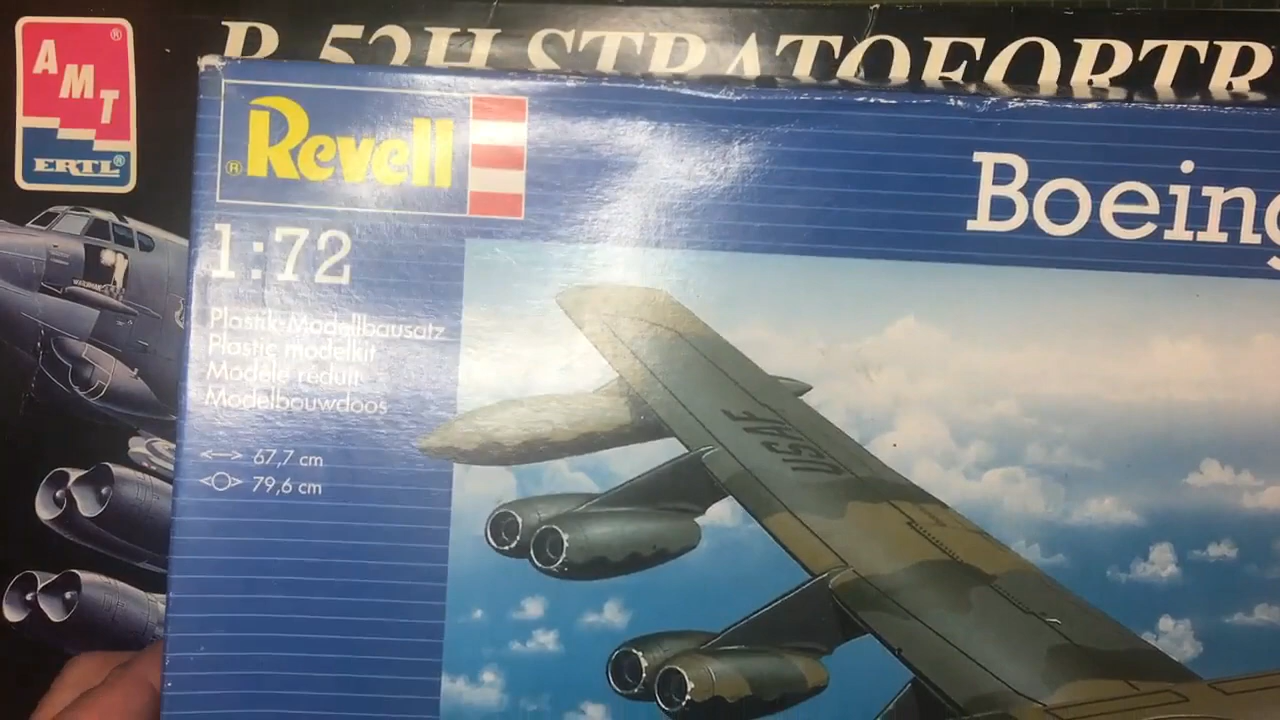 AMT
ERTL
B-52H STRATOFORTR
Revell
1:72
Boeing
Plastik-Modellbausatz
Plastic modelkit
Modèle réduit
Modelbouwdoos
67,7 cm
79,6 cm
USAF